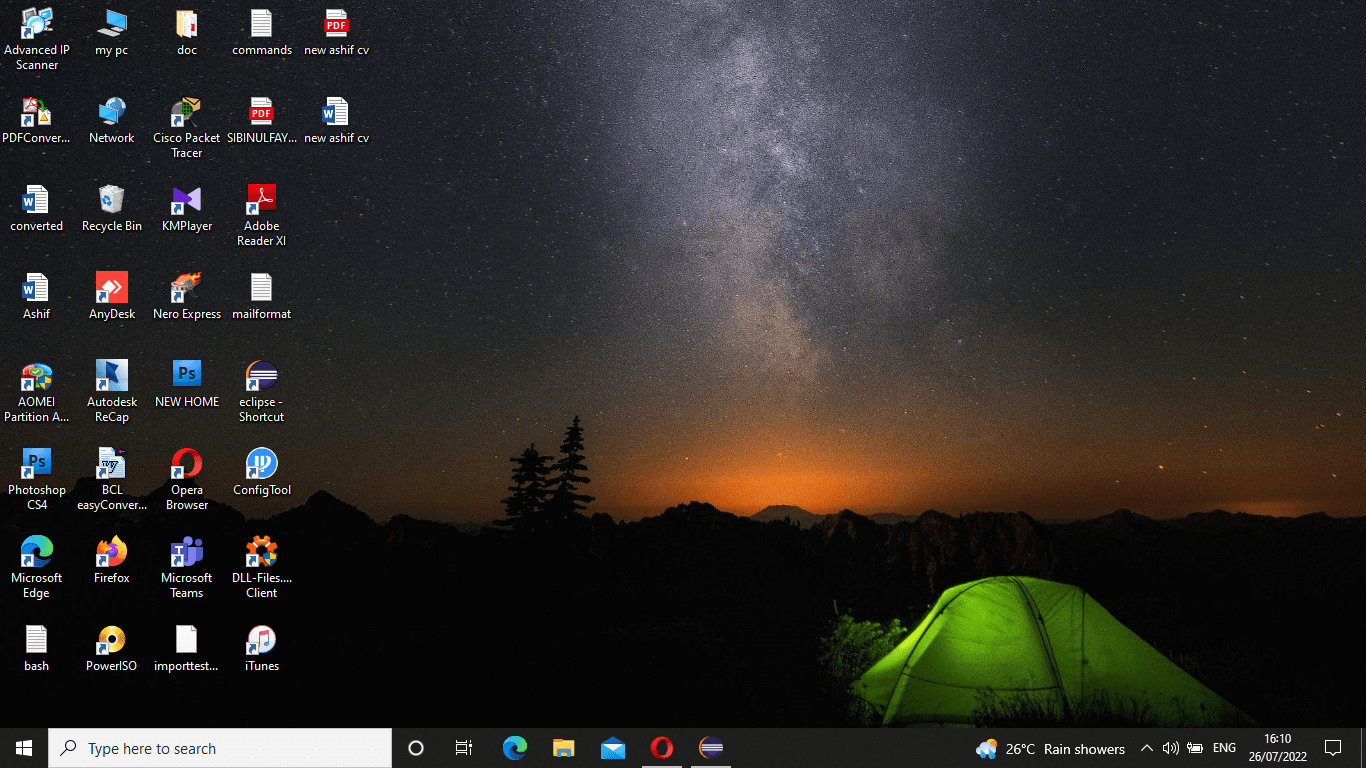 Advanced IP
Scanner
my pc
doc
commands
PDF
new ashif cv
PDFConver...
Network
Cisco Packet
Tracer
PDF
SIBINULFAY...
W
new ashif cv
W
converted
Recycle Bin
KMPlayer
Adobe
Reader XI
W
Ashif
AnyDesk
Nero Express
mailformat
AOMEI
Partition A...
Autodesk
ReCap
Ps
NEW HOME
eclipse -
Shortcut
Ps
Photoshop
CS4
BCL
easyConver...
Opera
Browser
ConfigTool
Microsoft
Edge
Firefox
T
Microsoft
Teams
DLL-Files....
Client
bash
PowerISO
importtest...
iTunes
Type here to search
26°C Rain showers
ENG
16:10
26/07/2022